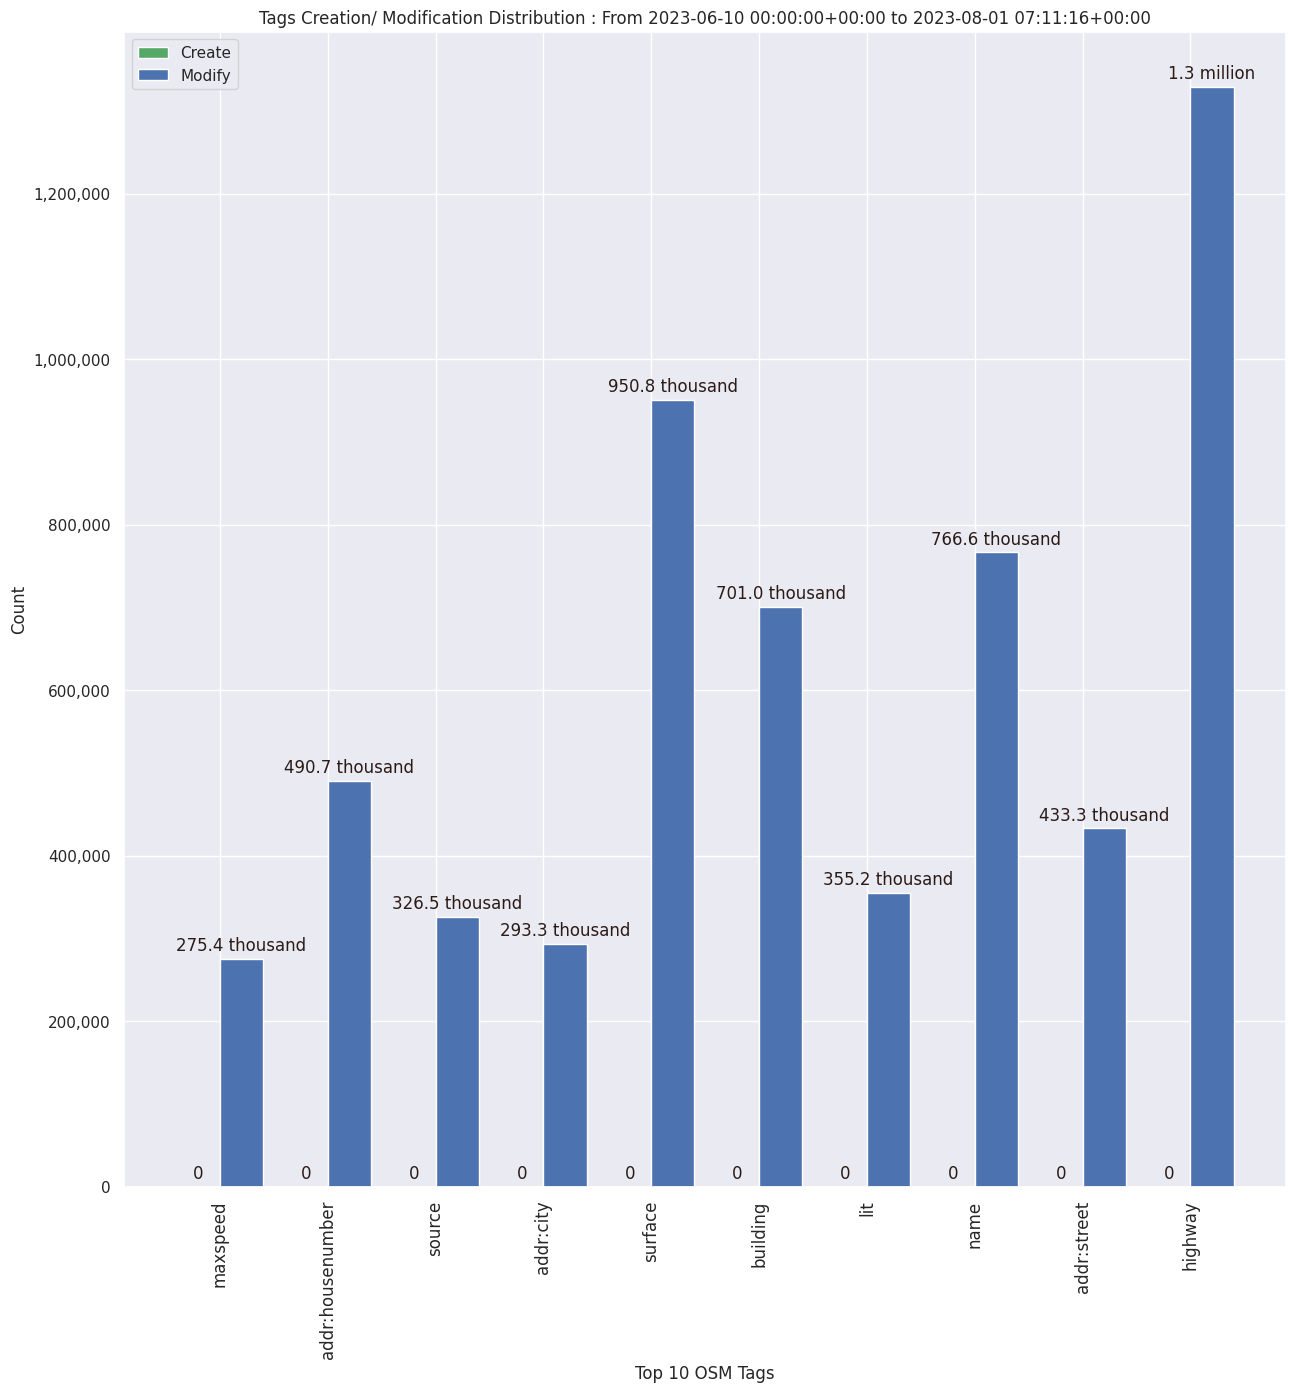 Tags Creation/ Modification Distribution : From 2023-06-10 00:00:00+00:00 to 2023-08-01 07:11:16+00:00
Create
Modify
1.3 million
1,200,000
1,000,000
950.8 thousand
800,000
766.6 thousand
701.0 thousand
Count
600,000
490.7 thousand
433.3 thousand
400,000
355.2 thousand
326.5 thousand
293.3 thousand
275.4 thousand
200,000
0 0 0 0 0 0 0 0 0 0
0
maxspeed
addr:housenumber
source
addr:city
surface
building
lit
name
addr:street
highway
Top 10 OSM Tags